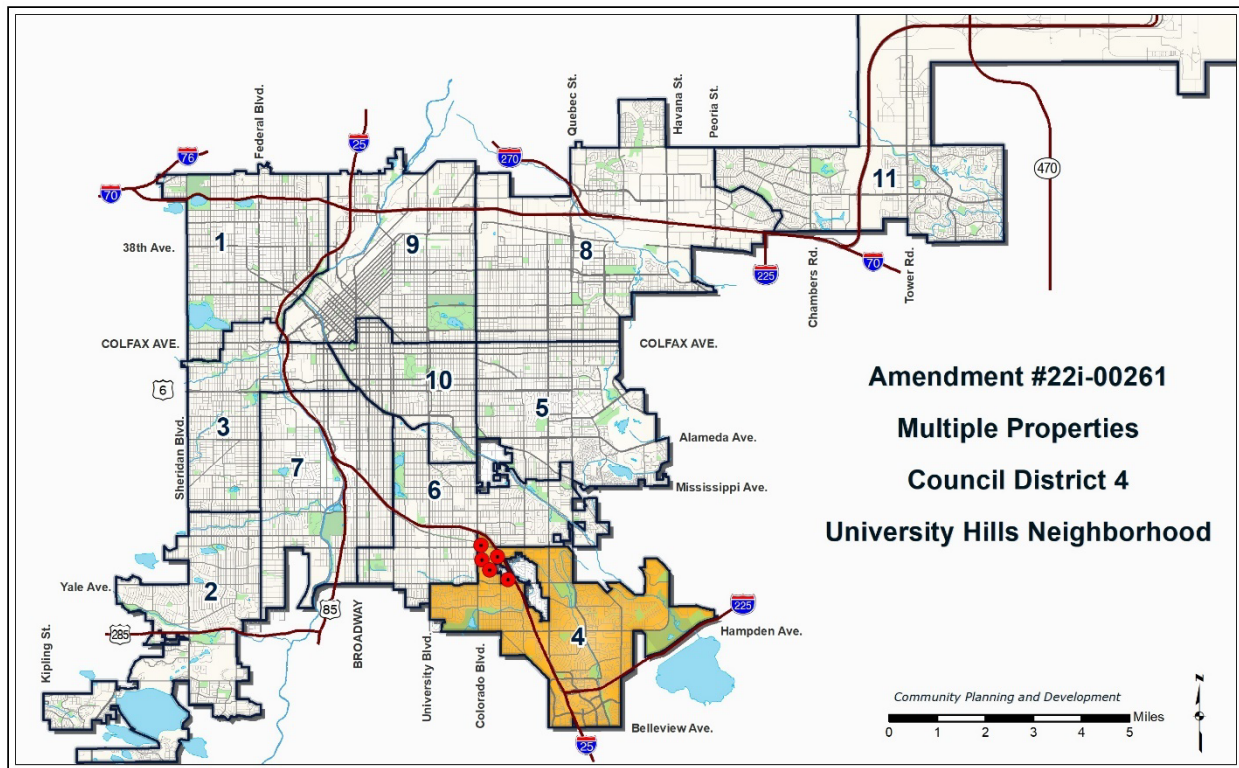 Federal Blvd.
Quebec St.
Havana St.
Peoria St.
76
25
270
70
470
11
1
9
8
38th Ave.
225
70
Chambers Rd.
Tower Rd.
COLFAX AVE.
COLFAX AVE.
6
10
5
3
Sheridan Blvd.
7
6
Alameda Ave.
Mississippi Ave.
Amendment #22i-00261
Multiple Properties
Council District 4
University Hills Neighborhood
Yale Ave.
2
85
285
BROADWAY
Kipling St.
University Blvd.
Colorado Blvd.
4
225
Hampden Ave.
Belleview Ave.
25
Community Planning and Development
Miles
0 1 2 3 4 5
N